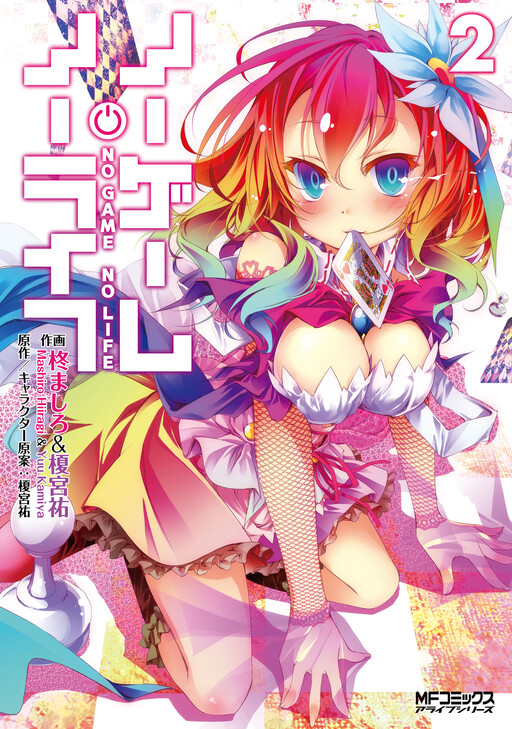 2
ノーゲーム
ノーライフ
NO GAME NO LIFE
作画 柊ましろ&榎宮祐
Mashiro Hiiragi & Yuu Kamiya
原作/キャラクター原案:榎宮祐
MFコミックス
アライブシリーズ